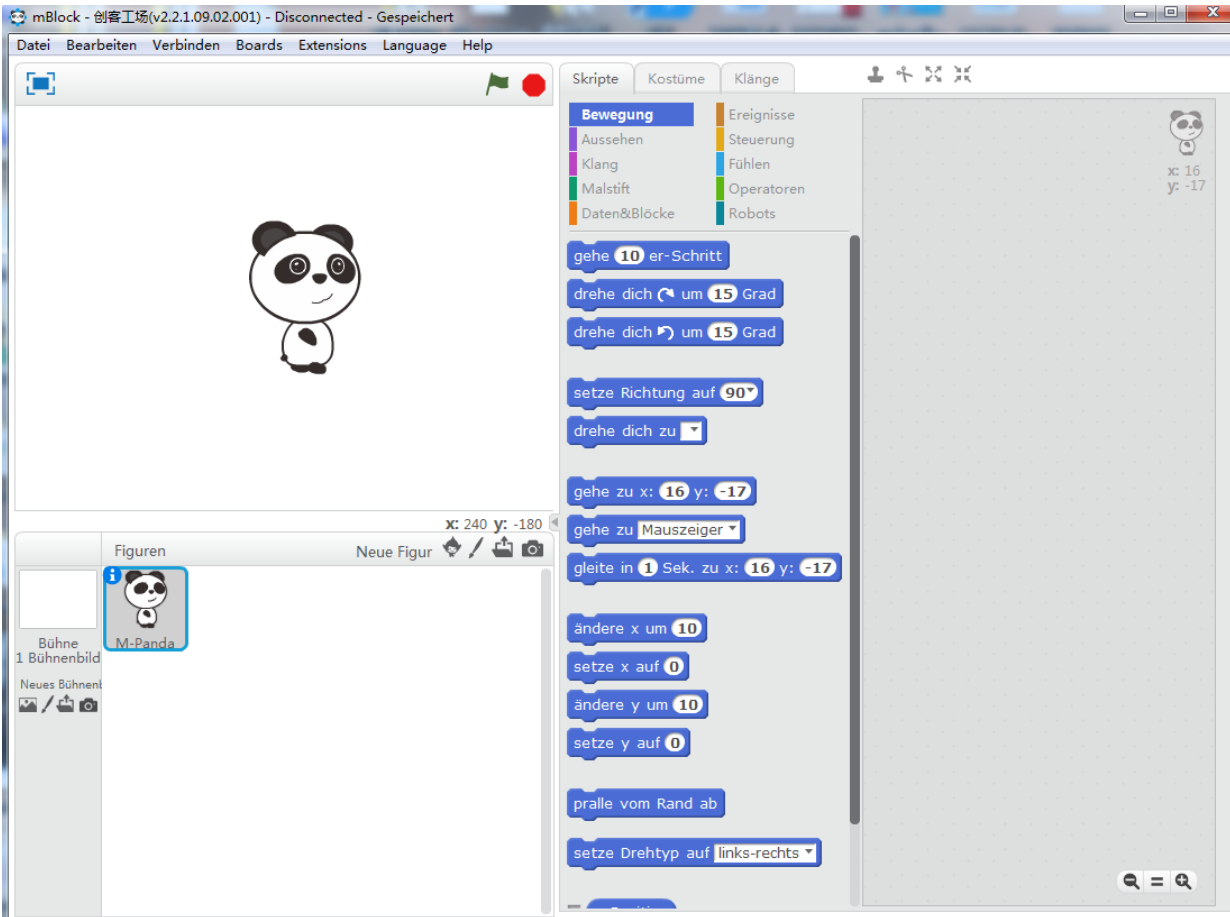 mBlock - 创客工场(v2.2.1.09.02.001) - Disconnected - Gespeichert
Datei Bearbeiten Verbinden Boards Extensions Language Help
Skripte Kostüme Klänge
Bewegung Ereignisse
Aussehen Steuerung
Klang Fühlen
Malstift Operatoren
Daten&Blöcke Robots
x: 16
y: -17
gehe 10 er-Schritt
drehe dich um 15 Grad
drehe dich um 15 Grad
setze Richtung auf 90
drehe dich zu
gehe zu x: 16 y: -17
gehe zu Mauszeiger
gleite in 1 Sek. zu x: 16 y: -17
ändere x um 10
setze x auf 0
ändere y um 10
setze y auf 0
pralle vom Rand ab
setze Drehtyp auf links-rechts
x: 240 y: -180
Figuren Neue Figur
M-Panda
Bühne
1 Bühnenbild
Neues Bühnenb